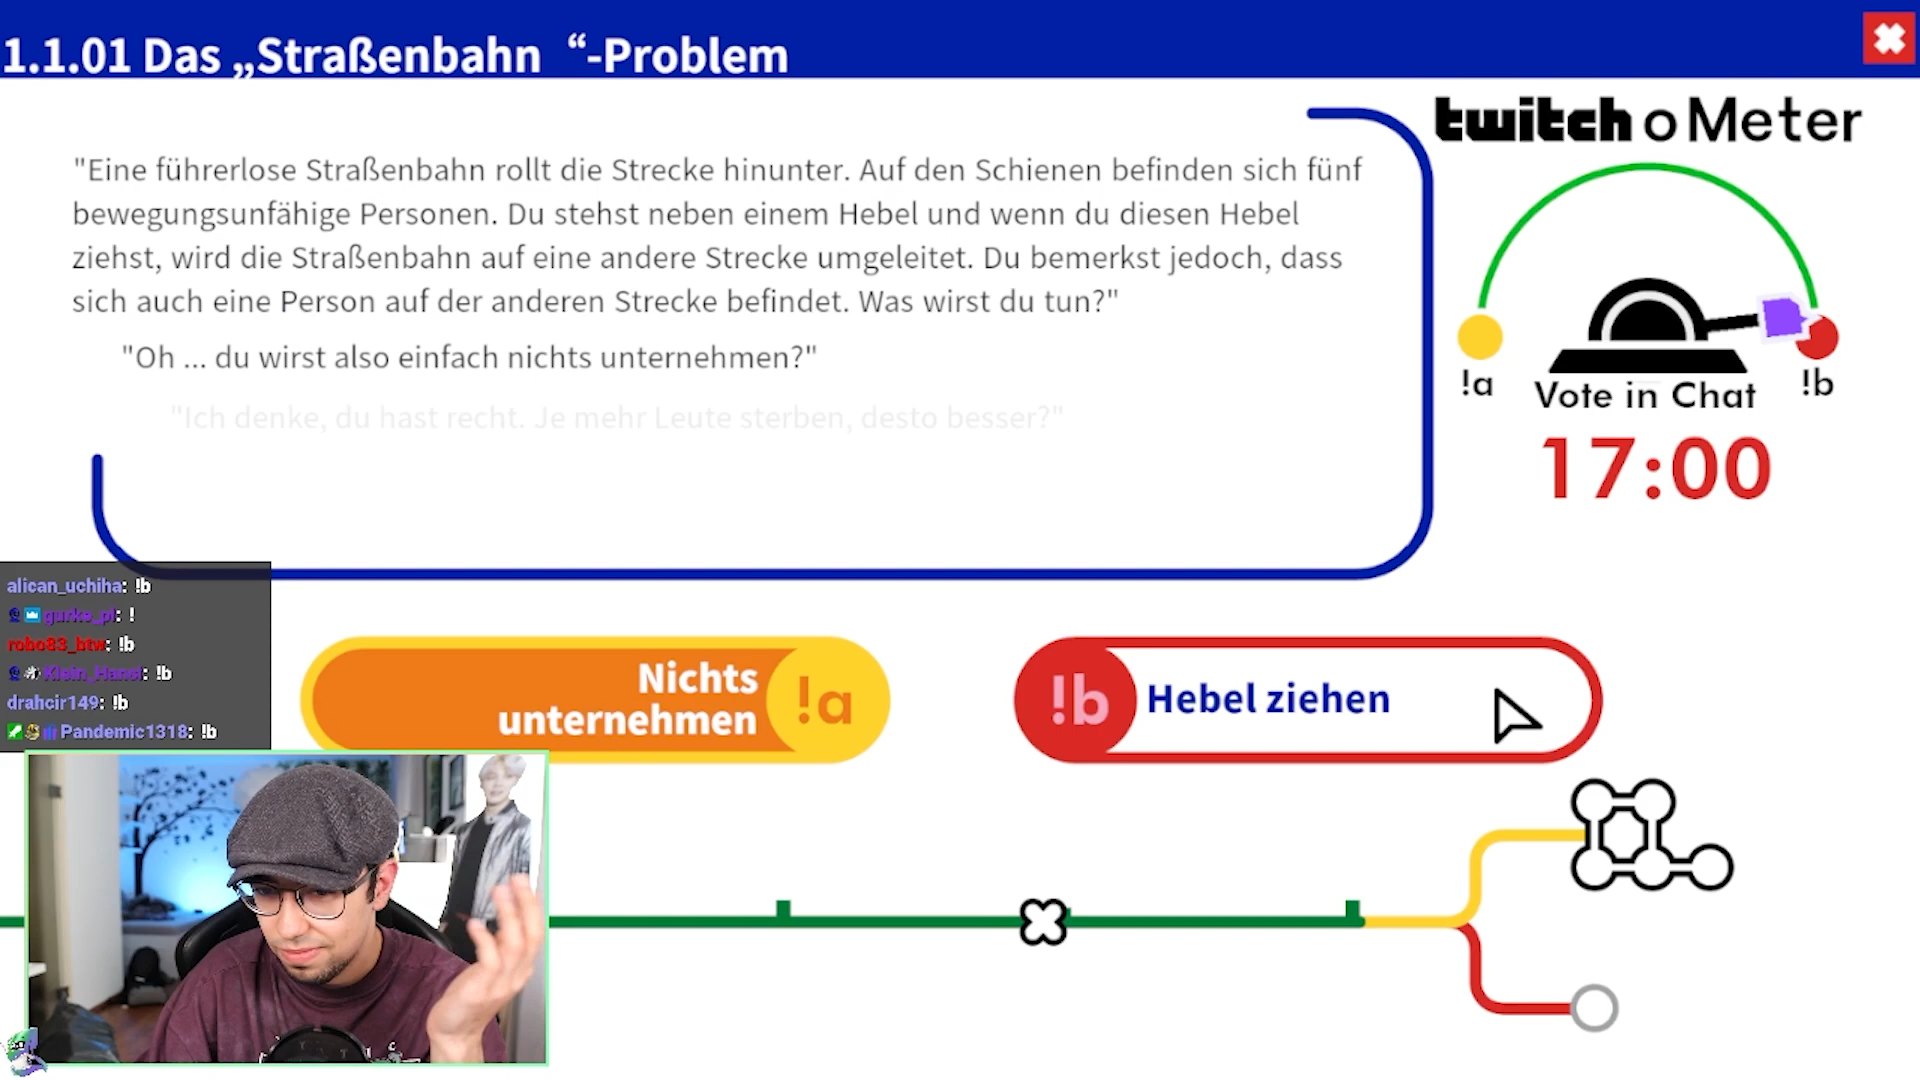 1.1.01 Das „Straßenbahn “-Problem
"Eine führerlose Straßenbahn rollt die Strecke hinunter. Auf den Schienen befinden sich fünf
bewegungsunfähige Personen. Du stehst neben einem Hebel und wenn du diesen Hebel
ziehst, wird die Straßenbahn auf eine andere Strecke umgeleitet. Du bemerkst jedoch, dass
sich auch eine Person auf der anderen Strecke befindet. Was wirst du tun?"
"Oh ... du wirst also einfach nichts unternehmen?"
"Ich denke, du hast recht. Je mehr Leute sterben, desto besser?"
twitch o Meter
!a
Vote in Chat
!b
17:00
alican_uchiha: !b
gurke_pl: !
robo83_btw: !b
Klein_Hansi: !b
drahcir149: !b
Pandemic1318: !b
Nichts
unternehmen
!a
!b
Hebel ziehen